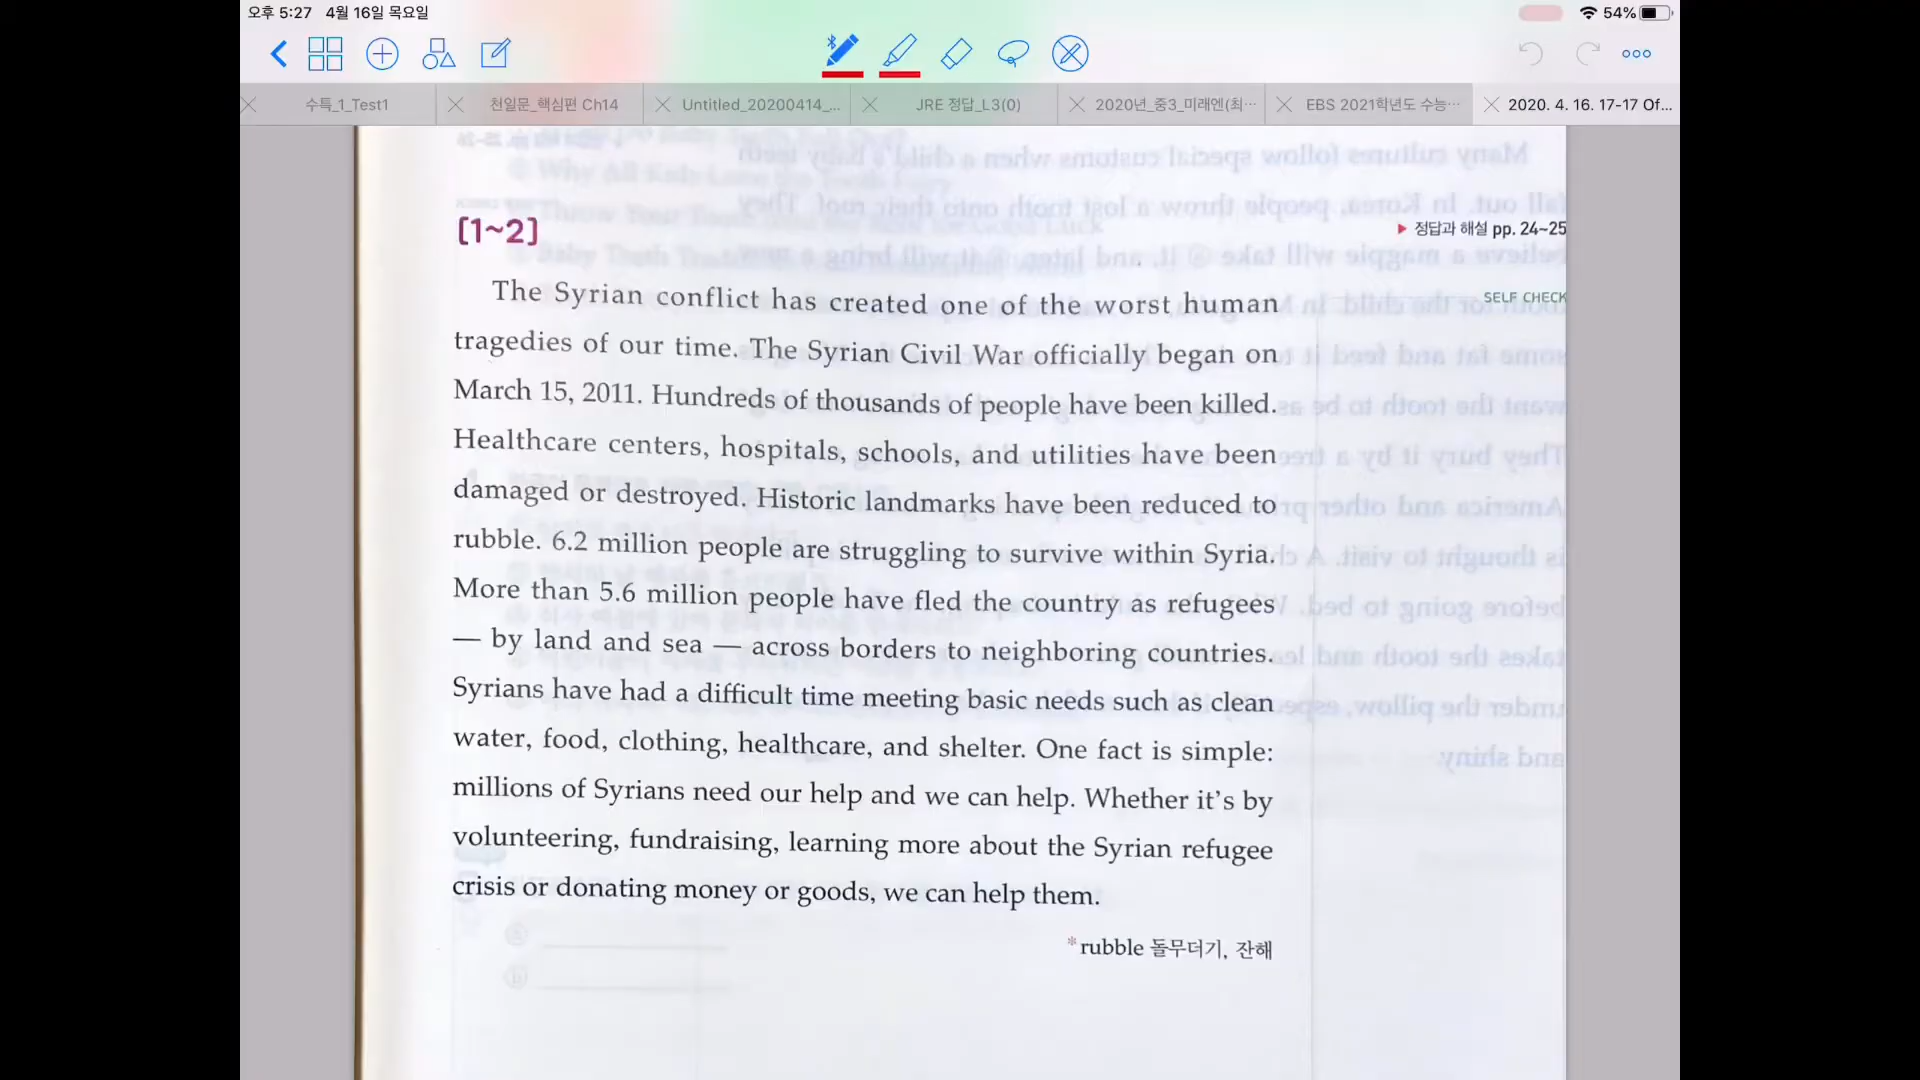 오후 5:27 4월 16일 목요일
54%
수특_1_Test1
천일문_핵심편 Ch14
Untitled_20200414_...
JRE 정답_L3(0)
2020년_중3_미래엔(최...
EBS 2021학년도 수능...
2020. 4. 16. 17-17 Of...
[1~2]
▶ 정답과 해설 pp. 24~25
SELF CHECK
The Syrian conflict has created one of the worst human
tragedies of our time. The Syrian Civil War officially began on
March 15, 2011. Hundreds of thousands of people have been killed.
Healthcare centers, hospitals, schools, and utilities have been
damaged or destroyed. Historic landmarks have been reduced to
rubble. 6.2 million people are struggling to survive within Syria.
More than 5.6 million people have fled the country as refugees
— by land and sea — across borders to neighboring countries.
Syrians have had a difficult time meeting basic needs such as clean
water, food, clothing, healthcare, and shelter. One fact is simple:
millions of Syrians need our help and we can help. Whether it's by
volunteering, fundraising, learning more about the Syrian refugee
crisis or donating money or goods, we can help them.
*rubble 돌무더기, 잔해